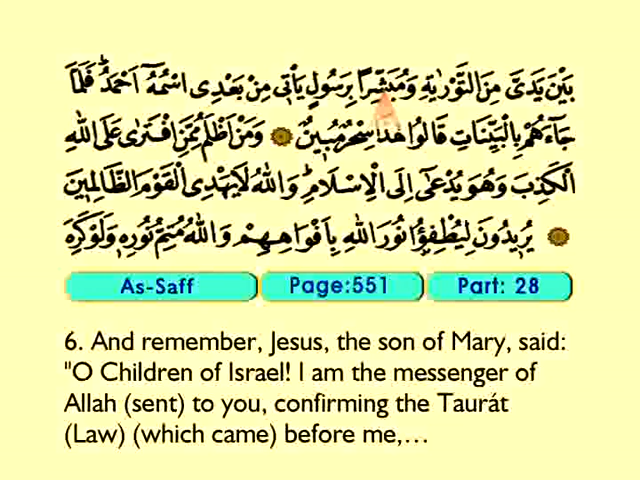 بَيْنَ يَدَيَّ مِنَ التَّوْرٰىةِ وَمُبَشِّرًا بِرَسُولٍ يَأْتِى مِنْ بَعْدِى اسْمُهُٓ اَحْمَدُ ۖ فَلَمَّا
جَآءَهُمْ بِالْبَيِّنَاتِ قَالُوا هٰذَا سِحْرٌ مُبِينٌ ۞ وَمَنْ اَظْلَمُ مِمَّنِ افْتَرٰى عَلَى اللّٰهِ
الْكَذِبَ وَهُوَ يُدْعٰى اِلَى الْاِسْلَامِ ۗ وَاللّٰهُ لَا يَهْدِى الْقَوْمَ الظَّالِمِينَ
۞ يُرِيدُونَ لِيُطْفِؤُا نُورَ اللّٰهِ بِاَفْوَاهِهِمْ وَاللّٰهُ مُتِمُّ نُورِهٖ وَلَوْ كَرِهَ
As-Saff Page:551 Part: 28
6. And remember, Jesus, the son of Mary, said:
"O Children of Israel! I am the messenger of
Allah (sent) to you, confirming the Taurát
(Law) (which came) before me,…